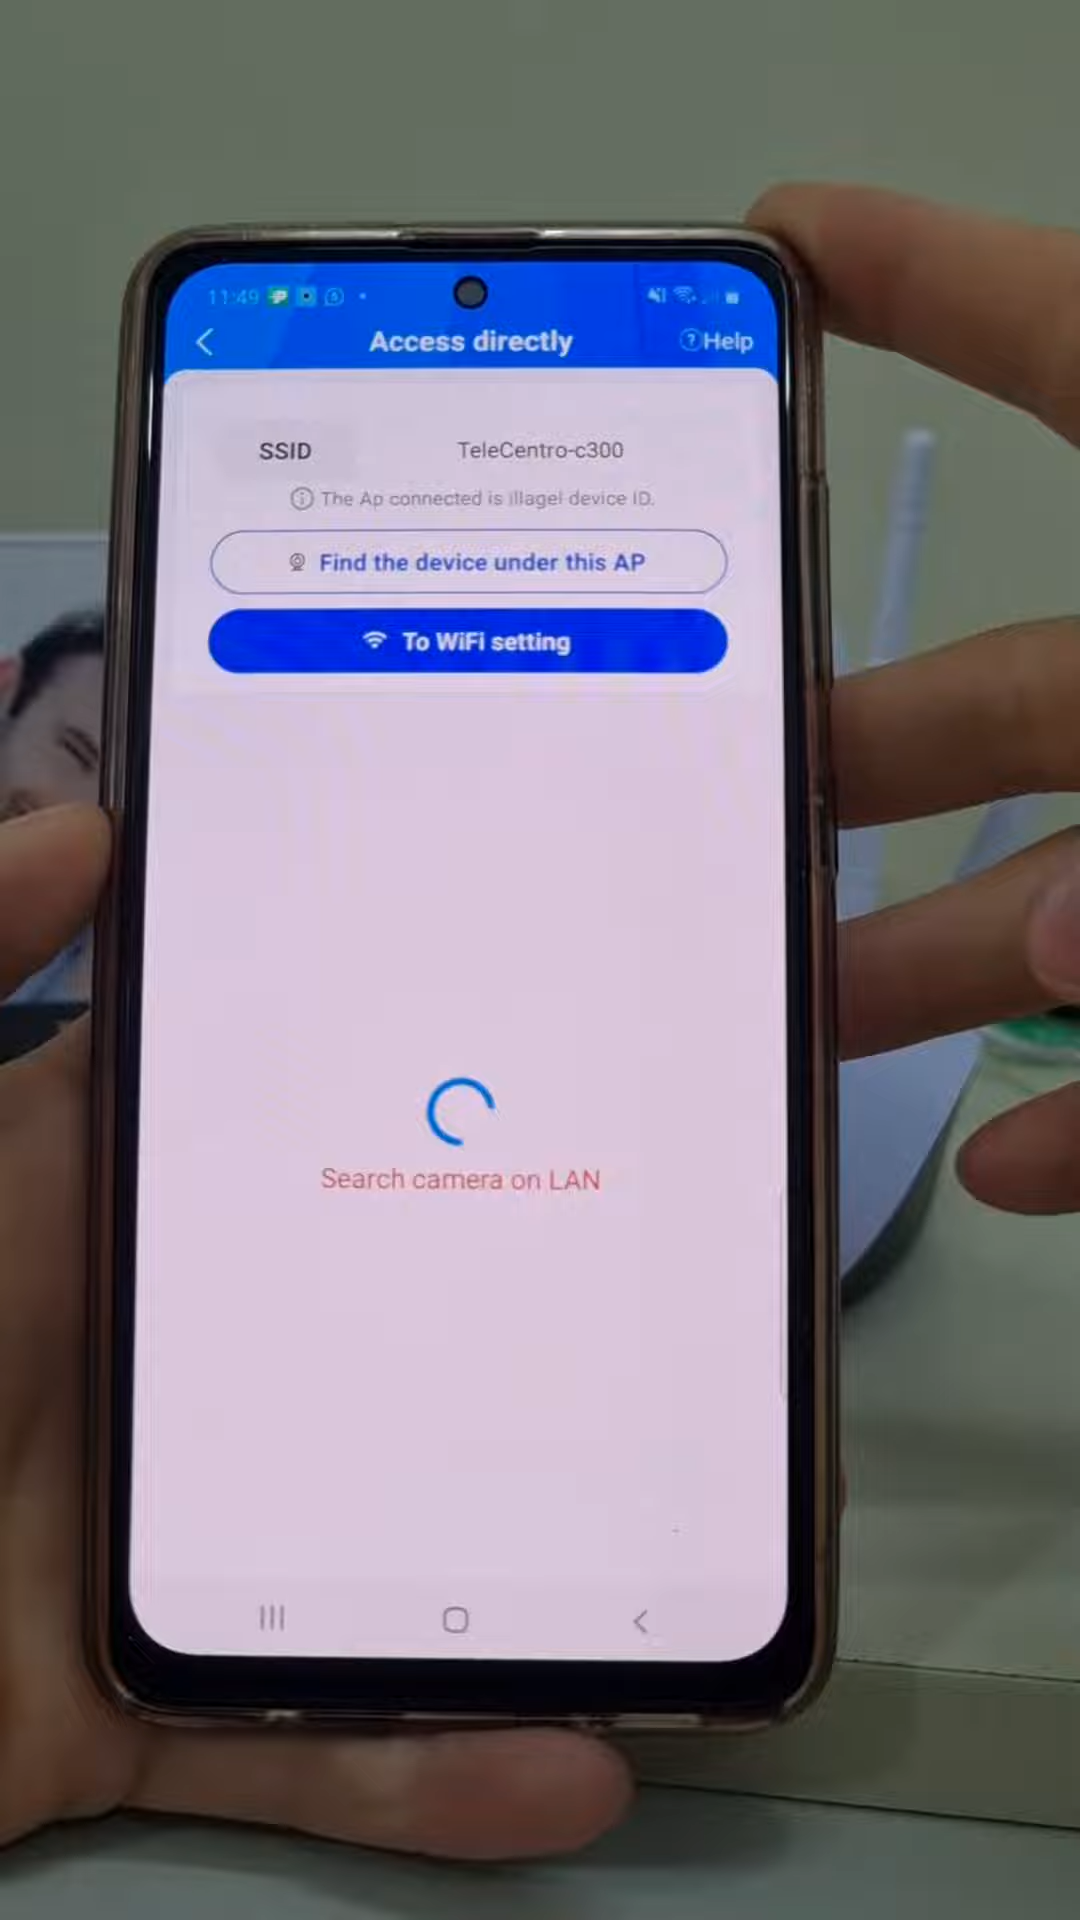 11:49
Access directly
Help
SSID
TeleCentro-c300
The Ap connected is illagel device ID.
Find the device under this AP
To WiFi setting
Search camera on LAN